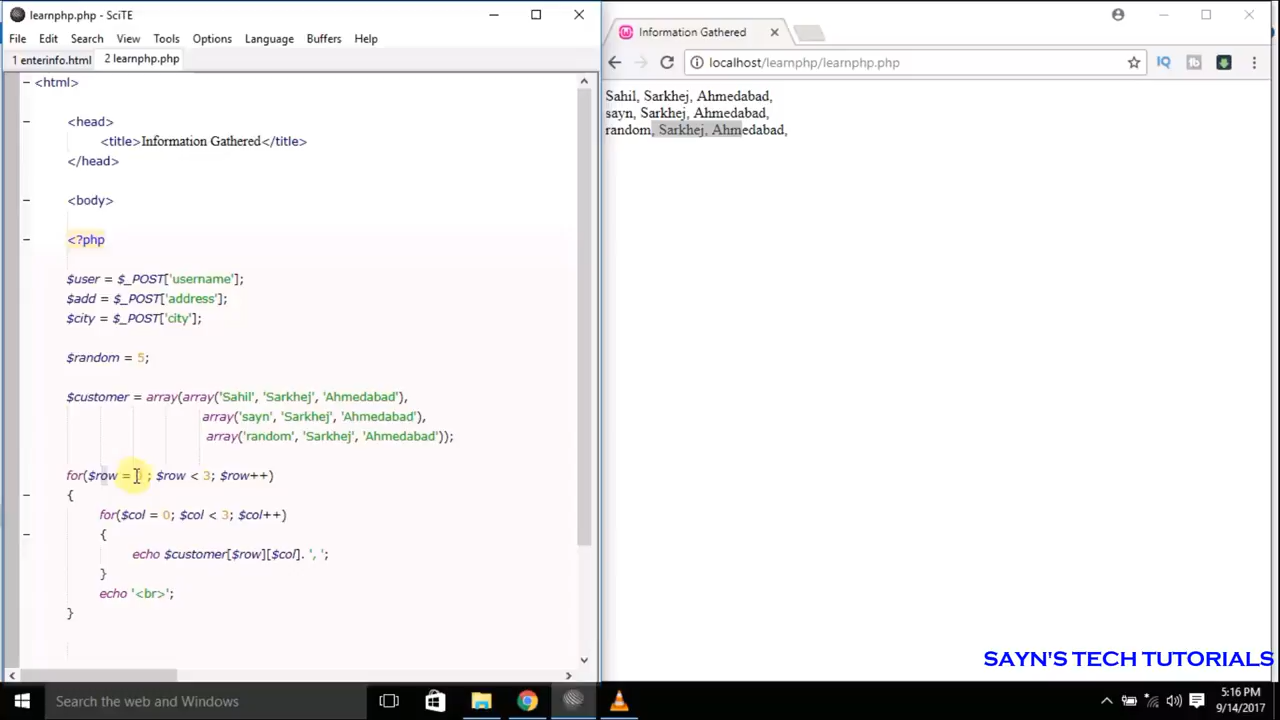 learnphp.php - SciTE
File Edit Search View Tools Options Language Buffers Help
1 enterinfo.html 2 learnphp.php
<html>
<head>
<title>Information Gathered</title>
</head>
<body>
<?php
$user = $_POST['username'];
$add = $_POST['address'];
$city = $_POST['city'];
$random = 5;
$customer = array(array('Sahil', 'Sarkhej', 'Ahmedabad'),
array('sayn', 'Sarkhej', 'Ahmedabad'),
array('random', 'Sarkhej', 'Ahmedabad'));
for($row = ; $row < 3; $row++)
{
for($col = 0; $col < 3; $col++)
{
echo $customer[$row][$col]. ', ';
}
echo '<br>';
}
Information Gathered
localhost/learnphp/learnphp.php
IQ
Sahil, Sarkhej, Ahmedabad,
sayn, Sarkhej, Ahmedabad,
random, Sarkhej, Ahmedabad,
SAYN'S TECH TUTORIALS
Search the web and Windows
5:16 PM
9/14/2017